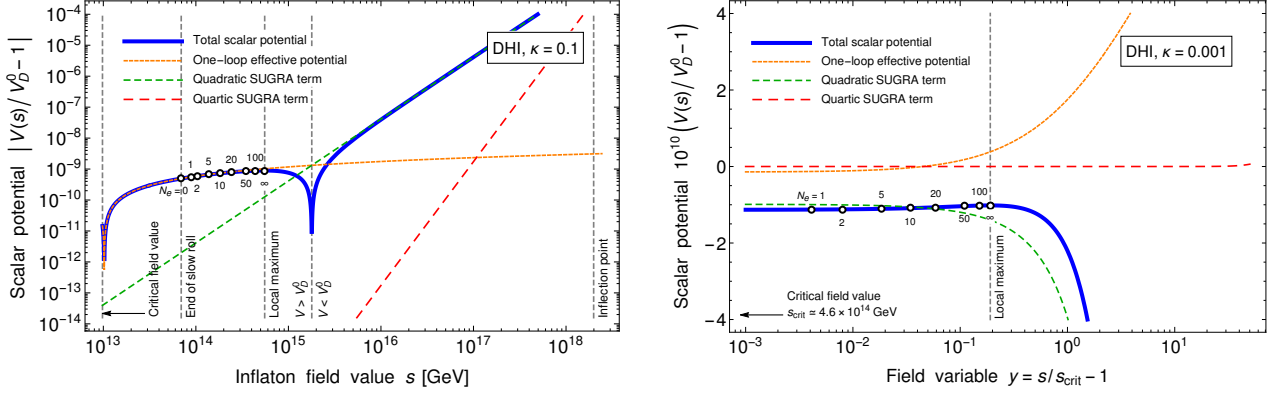 Scalar potential |V(s)/V_D^0 − 1|
10^-4
10^-5
10^-6
10^-7
10^-8
10^-9
10^-10
10^-11
10^-12
10^-13
10^-14
Total scalar potential
One-loop effective potential
Quadratic SUGRA term
Quartic SUGRA term
DHI, κ = 0.1
1 5 20 100
N_e = 0 2 10 50 ∞
Critical field value
End of slow roll
Local maximum
V > V_D^0
V < V_D^0
Inflection point
10^13 10^14 10^15 10^16 10^17 10^18
Inflaton field value s [GeV]
Scalar potential 10^10 (V(s)/V_D^0 − 1)
4
2
0
−2
−4
Total scalar potential
One-loop effective potential
Quadratic SUGRA term
Quartic SUGRA term
DHI, κ = 0.001
N_e = 1 5 20 100
2 10 50 ∞
Local maximum
Critical field value
s_crit = 4.6 × 10^14 GeV
10^-3 10^-2 10^-1 10^0 10^1
Field variable y = s/s_crit − 1